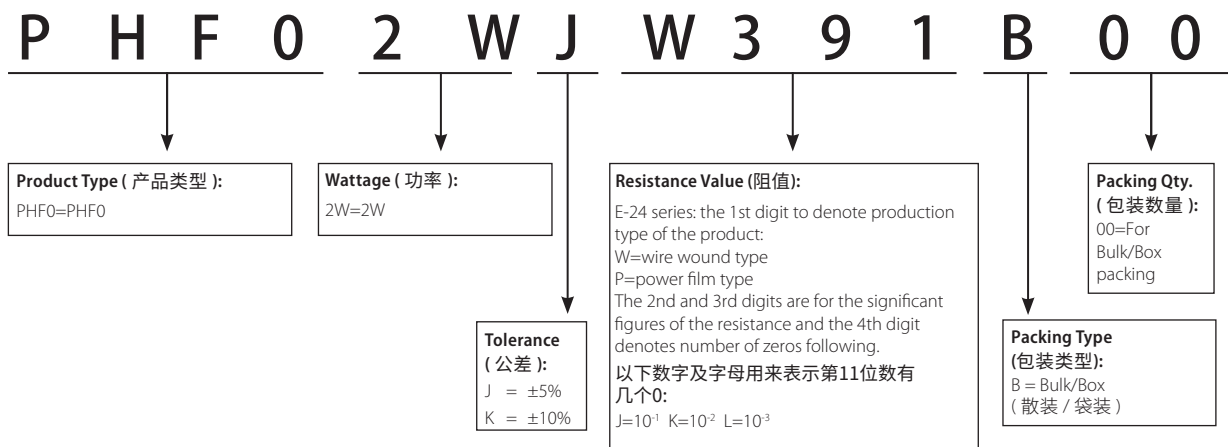 P H F 0 2 W J W 3 9 1 B 0 0
Product Type ( 产品类型 ):
PHF0=PHF0
Wattage ( 功率 ):
2W=2W
Tolerance
( 公差 ):
J = ±5%
K = ±10%
Resistance Value (阻值):
E-24 series: the 1st digit to denote production
type of the product:
W=wire wound type
P=power film type
The 2nd and 3rd digits are for the significant
figures of the resistance and the 4th digit
denotes number of zeros following.
以下数字及字母用来表示第11位数有
几个0:
J=10⁻¹ K=10⁻² L=10⁻³
Packing Type
(包装类型):
B = Bulk/Box
( 散装 / 袋装 )
Packing Qty.
( 包装数量 ):
00=For
Bulk/Box
packing